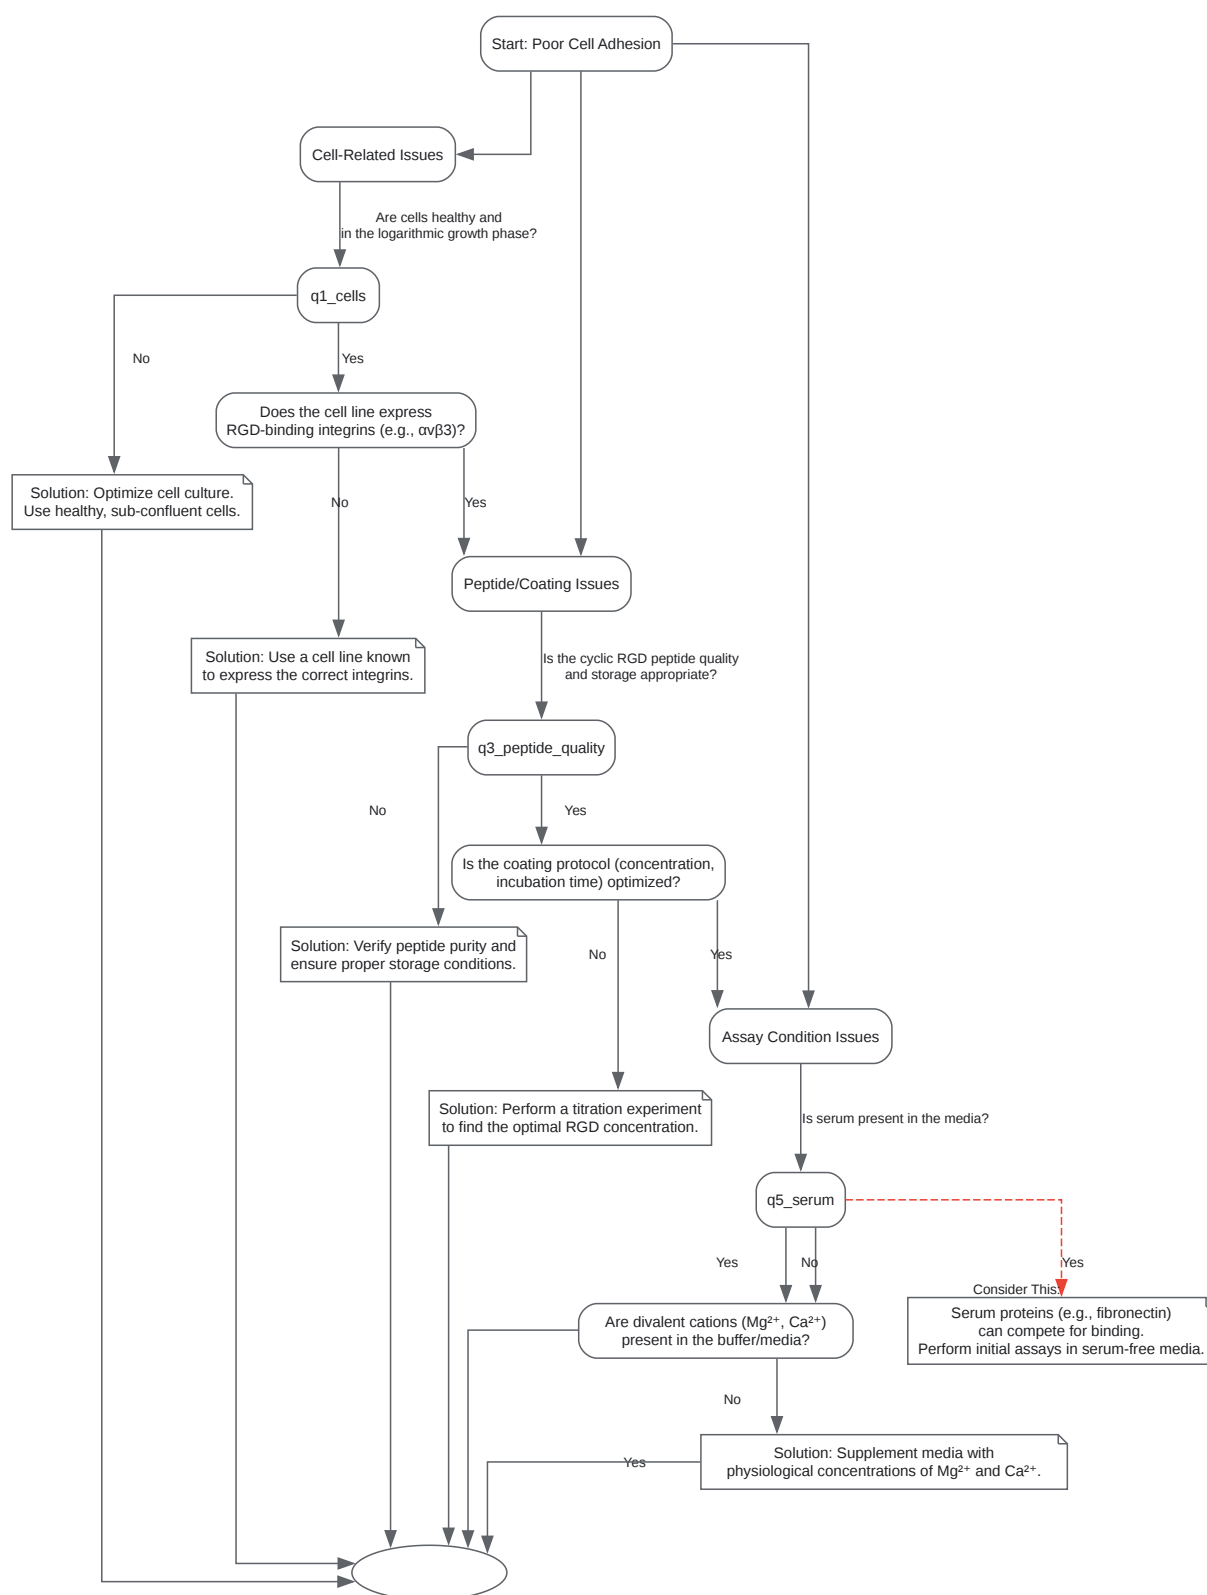 Start: Poor Cell Adhesion
Cell-Related Issues
Are cells healthy and
in the logarithmic growth phase?
q1_cells
No
Yes
Does the cell line express
RGD-binding integrins (e.g., αvβ3)?
Solution: Optimize cell culture.
Use healthy, sub-confluent cells.
No
Yes
Peptide/Coating Issues
Solution: Use a cell line known
to express the correct integrins.
Is the cyclic RGD peptide quality
and storage appropriate?
q3_peptide_quality
No
Yes
Is the coating protocol (concentration,
incubation time) optimized?
Solution: Verify peptide purity and
ensure proper storage conditions.
No
Yes
Assay Condition Issues
Solution: Perform a titration experiment
to find the optimal RGD concentration.
Is serum present in the media?
q5_serum
Yes
No
Yes
Consider This:
Serum proteins (e.g., fibronectin)
can compete for binding.
Perform initial assays in serum-free media.
Are divalent cations (Mg²⁺, Ca²⁺)
present in the buffer/media?
No
Solution: Supplement media with
physiological concentrations of Mg²⁺ and Ca²⁺.
Yes